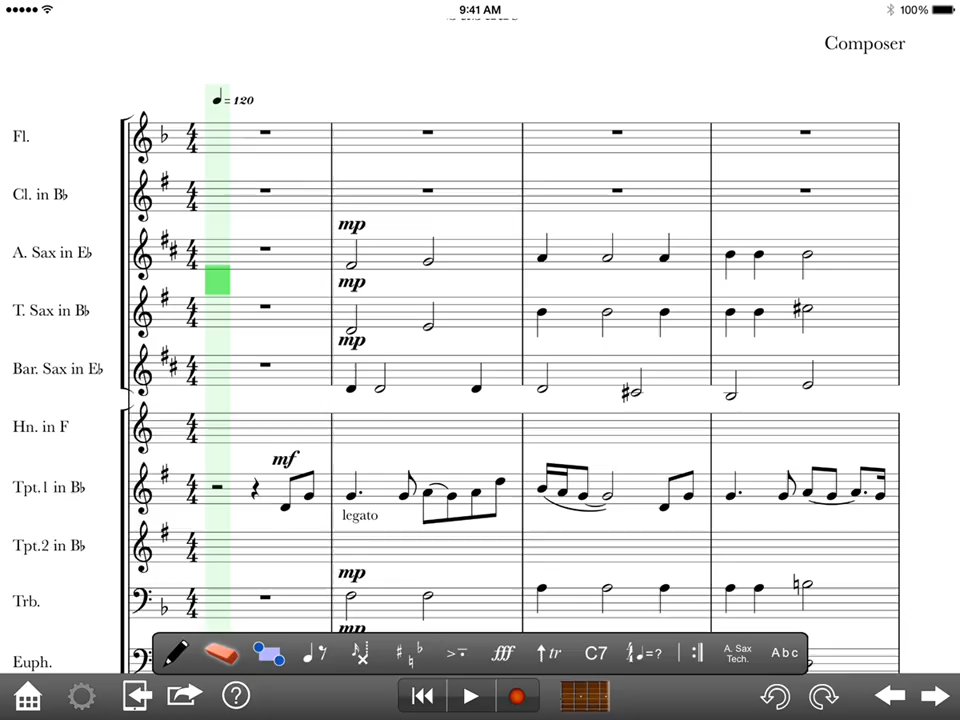 9:41 AM
100%
Composer
= 120
Fl.
Cl. in B♭
mp
A. Sax in E♭
mp
T. Sax in B♭
mp
Bar. Sax in E♭
Hn. in F
mf
Tpt.1 in B♭
legato
Tpt.2 in B♭
mp
Trb.
mp
Euph.
fff
tr
C7
=?
A. Sax
Tech.
Abc
?